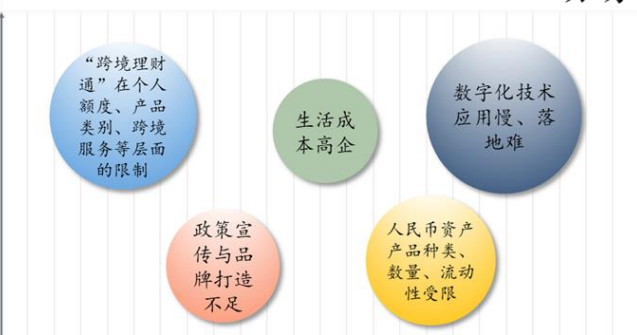 “跨境理财
通”在个人
额度、产品
类别、跨境
服务等层面
的限制
生活成
本高企
数字化技术
应用慢、落
地难
政策宣
传与品
牌打造
不足
人民币资产
产品种类、
数量、流动
性受限